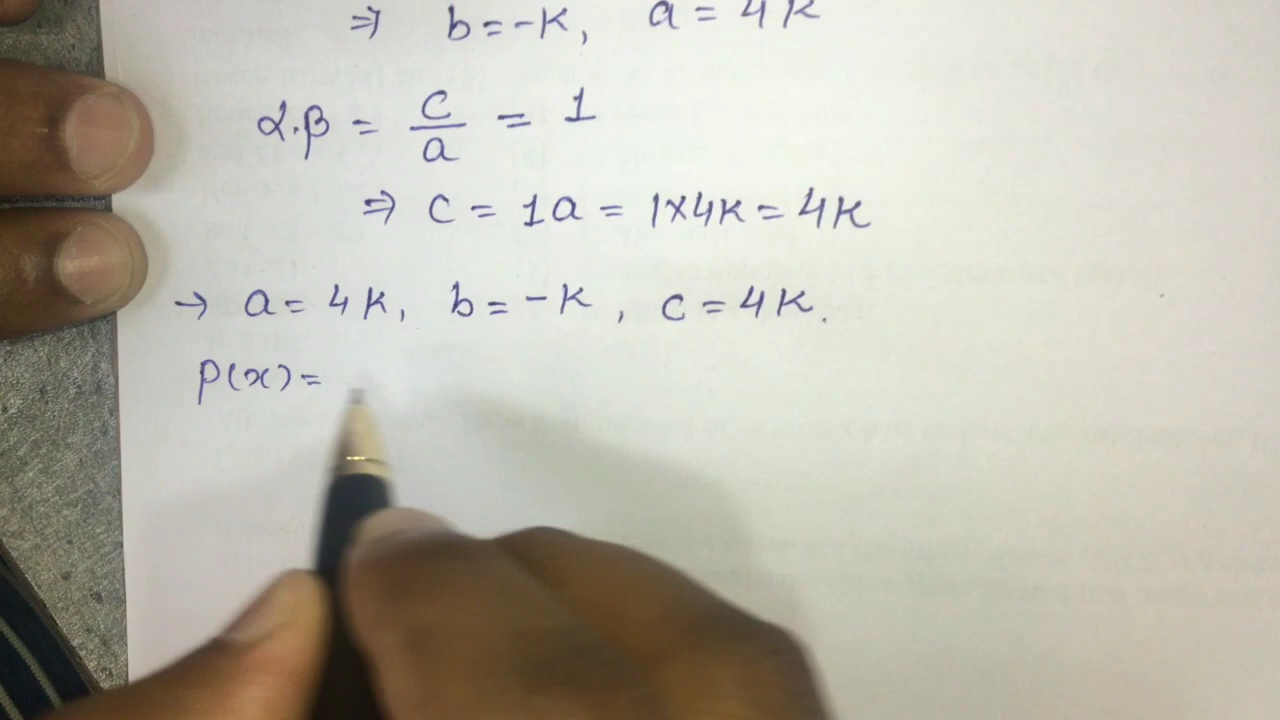 ⇒ b = -K, a = 4K
α.β = c/a = 1
⇒ c = 1a = 1×4K = 4K
→ a = 4K, b = -K, c = 4K.
P(x) =